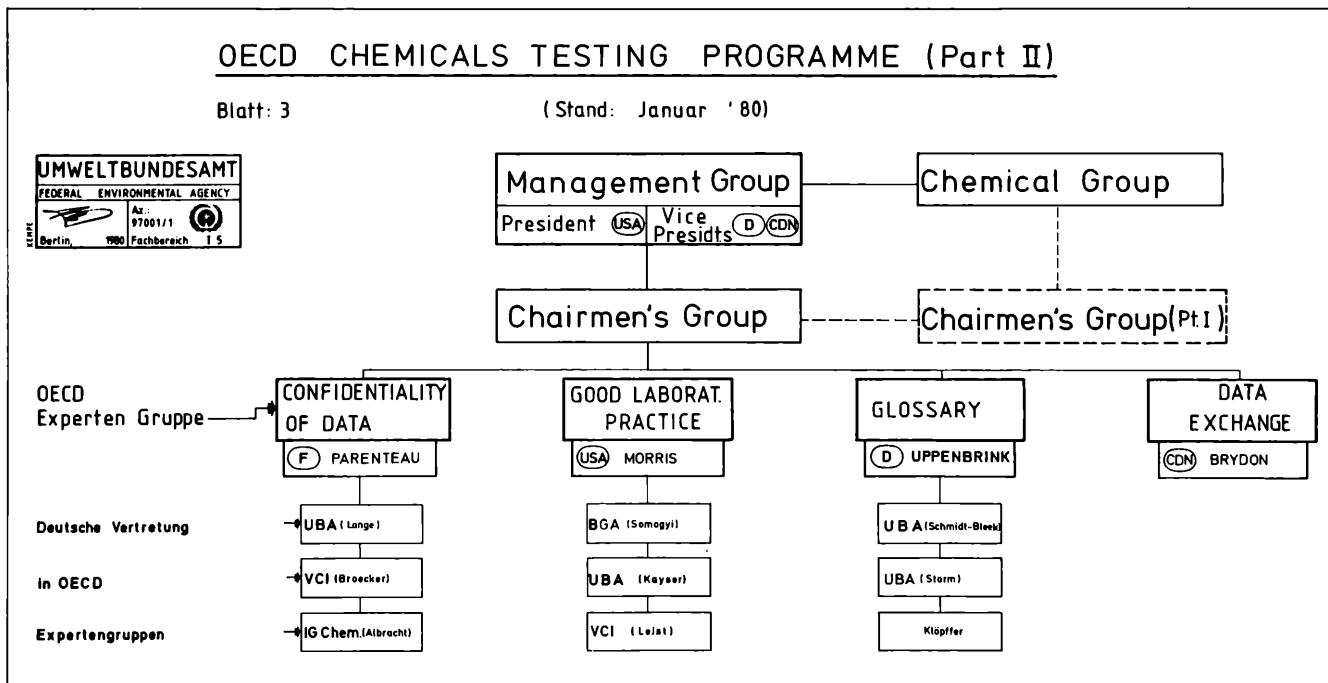 OECD CHEMICALS TESTING PROGRAMME (Part II)
Blatt: 3 (Stand: Januar '80)
UMWELTBUNDESAMT
FEDERAL ENVIRONMENTAL AGENCY
Az.:
97001/1
Berlin, 1980 Fachbereich I 5
KEMPE
Management Group
President USA
Vice
Presidts D CDN
Chemical Group
Chairmen's Group
Chairmen's Group (Pt.I)
OECD
Experten Gruppe
CONFIDENTIALITY
OF DATA
F PARENTEAU
GOOD LABORAT.
PRACTICE
USA MORRIS
GLOSSARY
D UPPENBRINK
DATA
EXCHANGE
CDN BRYDON
Deutsche Vertretung
UBA (Lange)
BGA (Somogyi)
UBA (Schmidt-Bleek)
in OECD
VCI (Broecker)
UBA (Kayser)
UBA (Storm)
Expertengruppen
IG Chem. (Albracht)
VCI (Leist)
Klöpffer